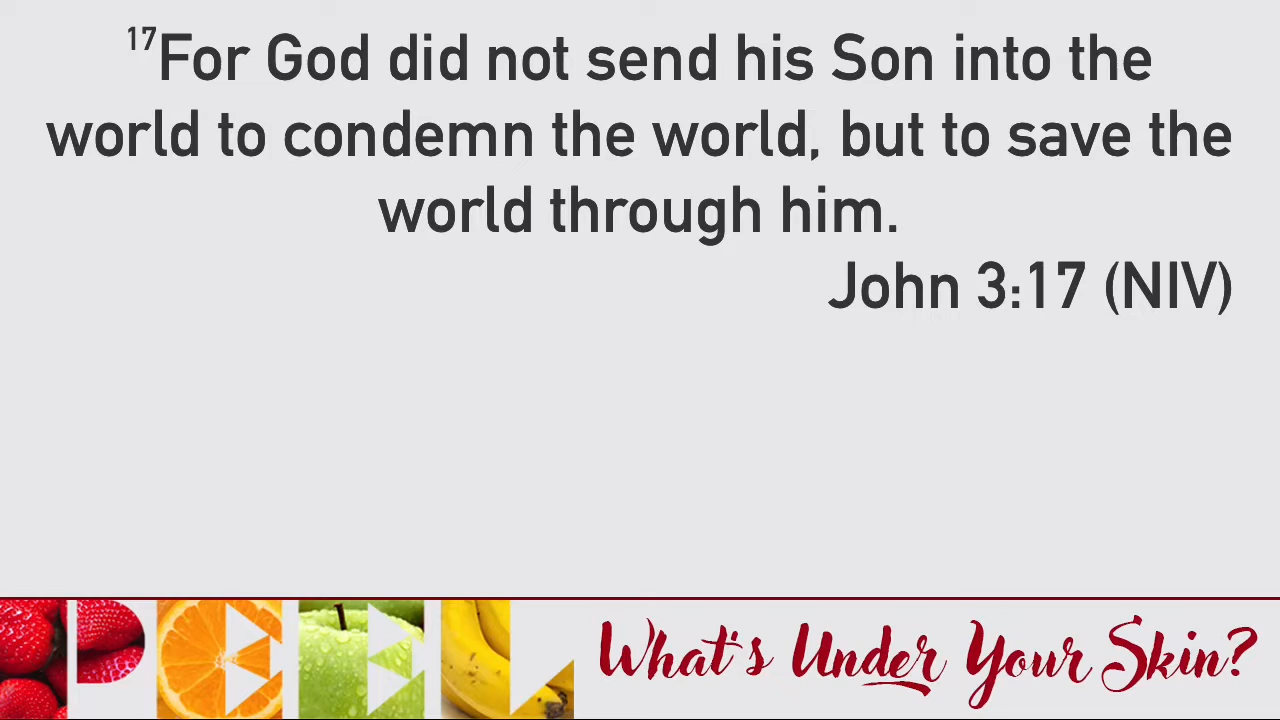 17For God did not send his Son into the
world to condemn the world, but to save the
world through him.
John 3:17 (NIV)
PEEL
What's Under Your Skin?